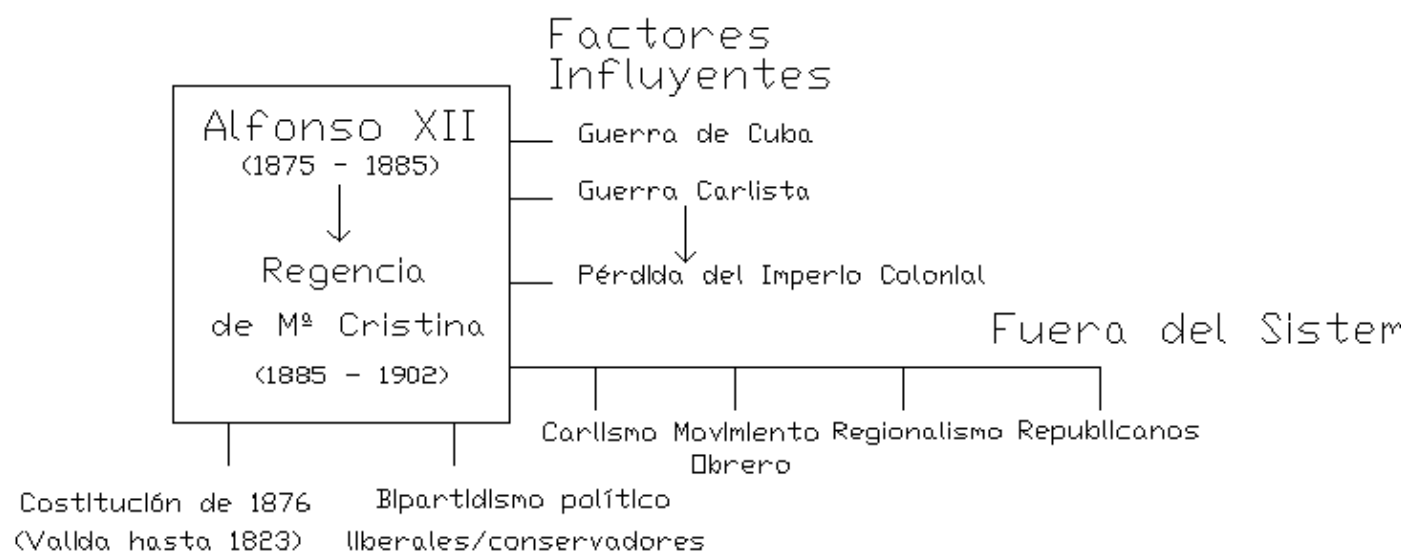 Factores
Influyentes
Alfonso XII
(1875 - 1885)
Guerra de Cuba
Guerra Carlista
Regencia
de Mª Cristina
(1885 - 1902)
Pérdida del Imperio Colonial
Fuera del Sistem
Carlismo
Movimiento
Obrero
Regionalismo
Republicanos
Costitución de 1876
(Valida hasta 1823)
Bipartidismo político
liberales/conservadores